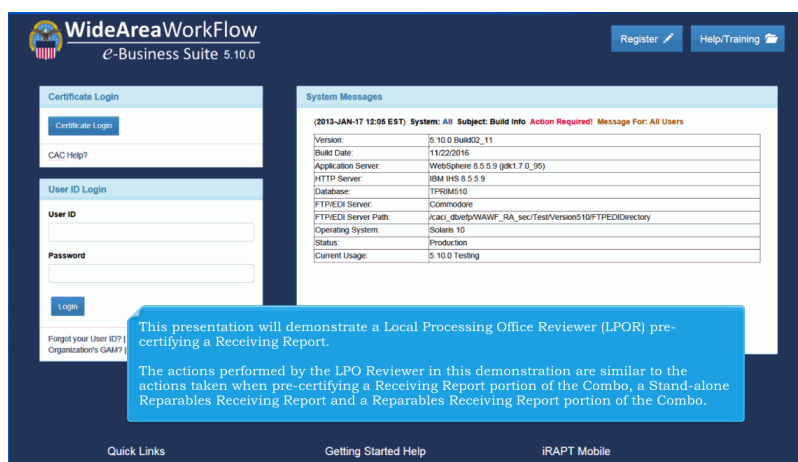 WideAreaWorkFlow
e-Business Suite 5.10.0
Register
Help/Training
Certificate Login
Certificate Login
CAC Help?
User ID Login
User ID
Password
Login
Forgot your User ID? |
Organization's GAM? |
System Messages
(2013-JAN-17 12:05 EST) System: All Subject: Build Info Action Required! Message For: All Users
Version: 5.10.0 Build02_11
Build Date: 11/22/2016
Application Server: WebSphere 8.5.5.9 (jdk1.7.0_95)
HTTP Server: IBM IHS 8.5.5.9
Database: TPRIM510
FTP/EDI Server: Commodore
FTP/EDI Server Path: /caci_db/efp/WAWF_RA_sec/Test/Version510/FTPEDIDirectory
Operating System: Solaris 10
Status: Production
Current Usage: 5.10.0 Testing
This presentation will demonstrate a Local Processing Office Reviewer (LPOR) pre-
certifying a Receiving Report.
The actions performed by the LPO Reviewer in this demonstration are similar to the
actions taken when pre-certifying a Receiving Report portion of the Combo, a Stand-alone
Reparables Receiving Report and a Reparables Receiving Report portion of the Combo.
Quick Links
Getting Started Help
iRAPT Mobile